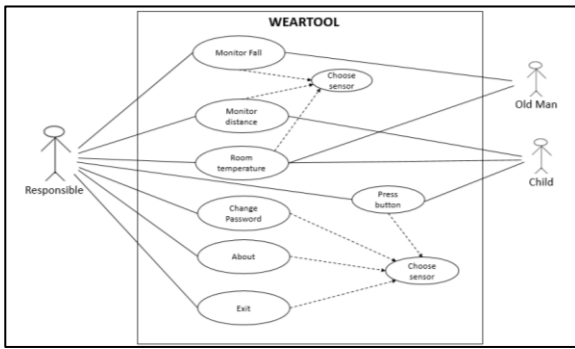 WEARTOOL
Monitor Fall
Choose
sensor
Old Man
Monitor
distance
Responsible
Room
temperature
Child
Press
button
Change
Password
About
Choose
sensor
Exit